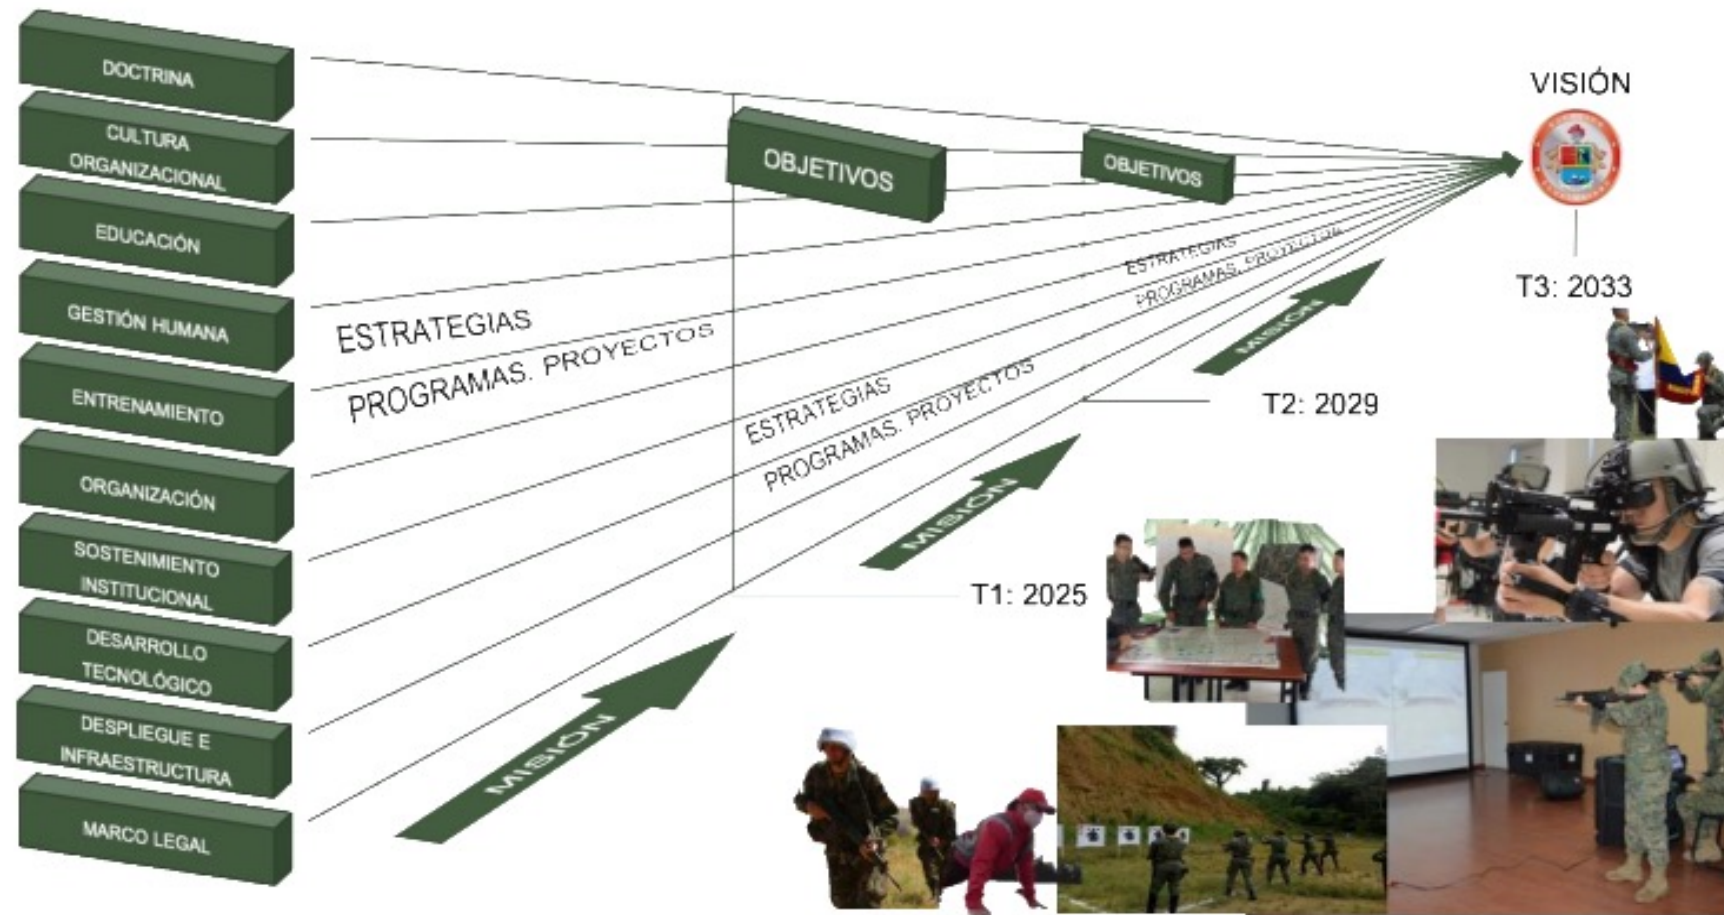 DOCTRINA
CULTURA
ORGANIZACIONAL
EDUCACIÓN
GESTIÓN HUMANA
ENTRENAMIENTO
ORGANIZACIÓN
SOSTENIMIENTO
INSTITUCIONAL
DESARROLLO
TECNOLÓGICO
DESPLIEGUE E
INFRAESTRUCTURA
MARCO LEGAL
ESTRATEGIAS
PROGRAMAS. PROYECTOS
MISIÓN
OBJETIVOS
ESTRATEGIAS
PROGRAMAS. PROYECTOS
MISIÓN
T1: 2025
OBJETIVOS
ESTRATEGIAS
PROGRAMAS. PROYECTOS
MISIÓN
T2: 2029
VISIÓN
T3: 2033